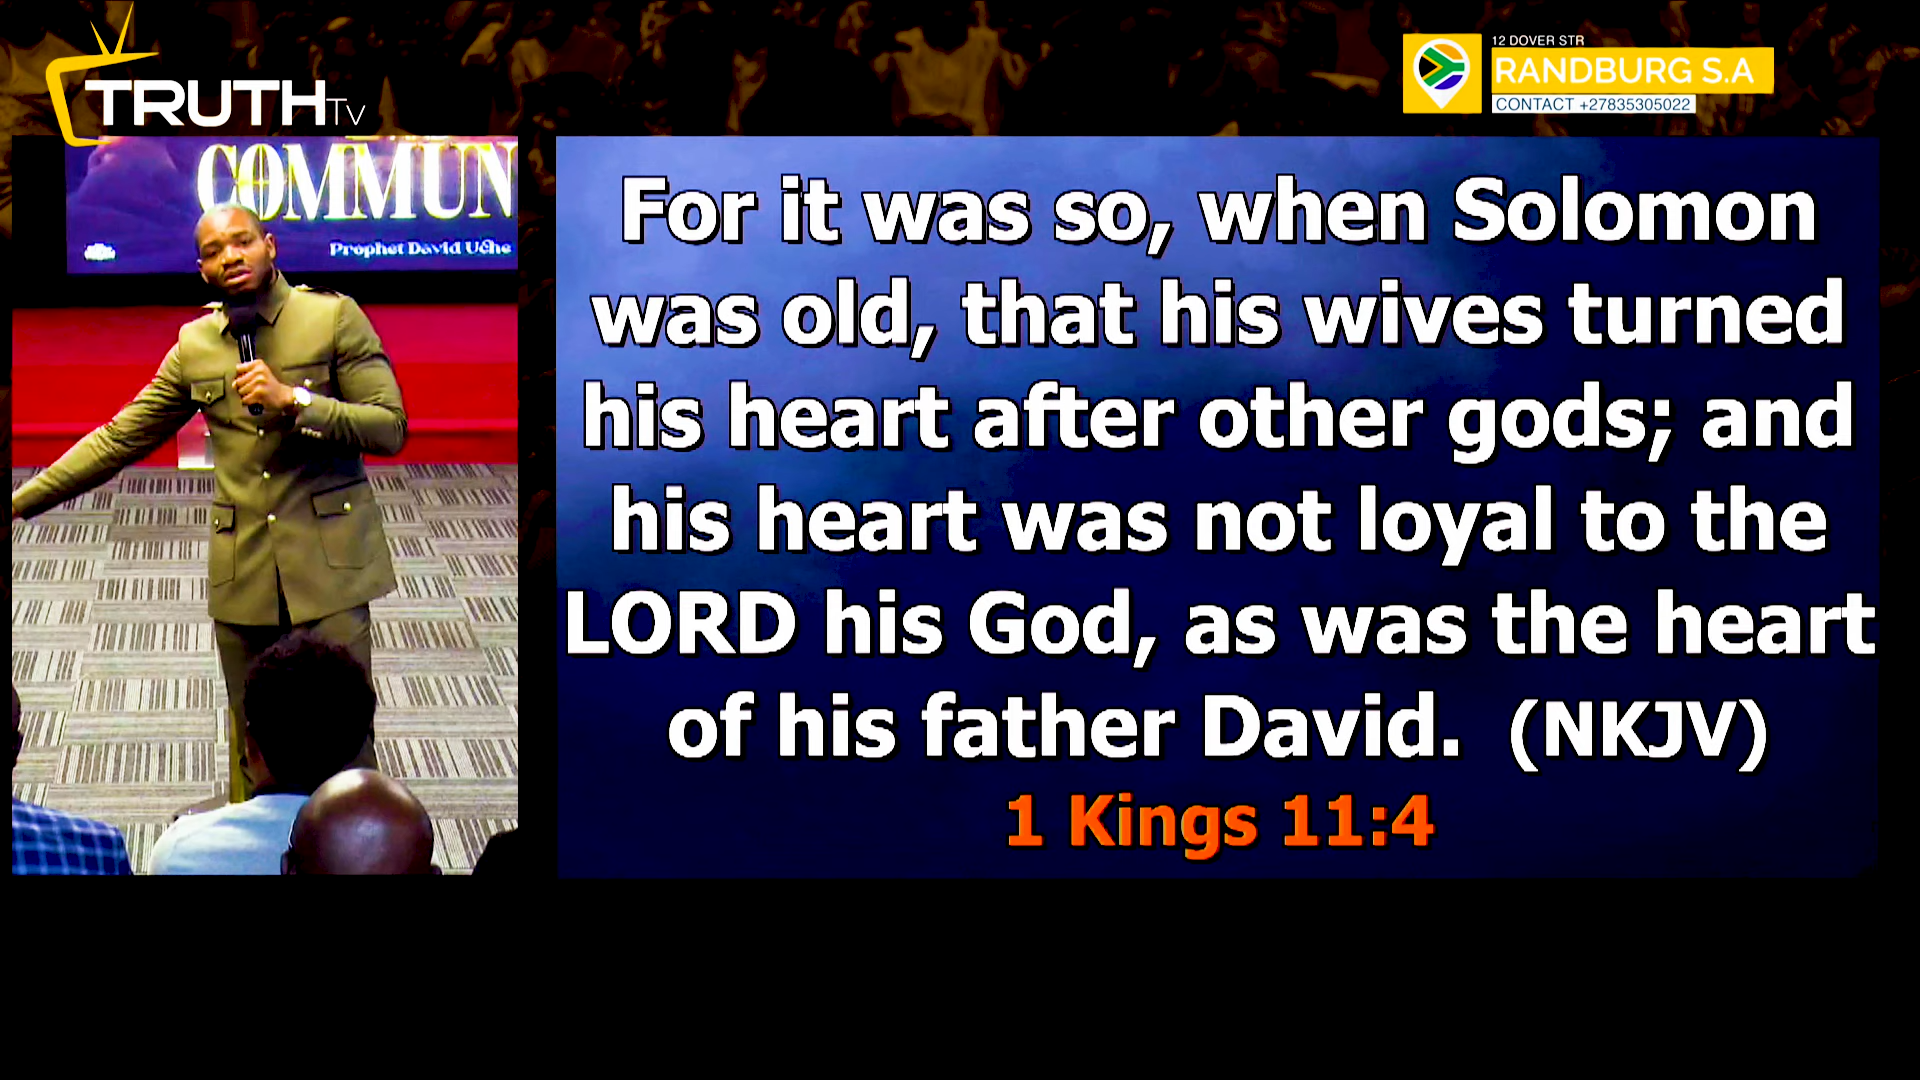 TRUTH TV
12 DOVER STR
RANDBURG S.A
CONTACT +27835305022
COMMUN
Prophet David Uche
For it was so, when Solomon
was old, that his wives turned
his heart after other gods; and
his heart was not loyal to the
LORD his God, as was the heart
of his father David. (NKJV)
1 Kings 11:4